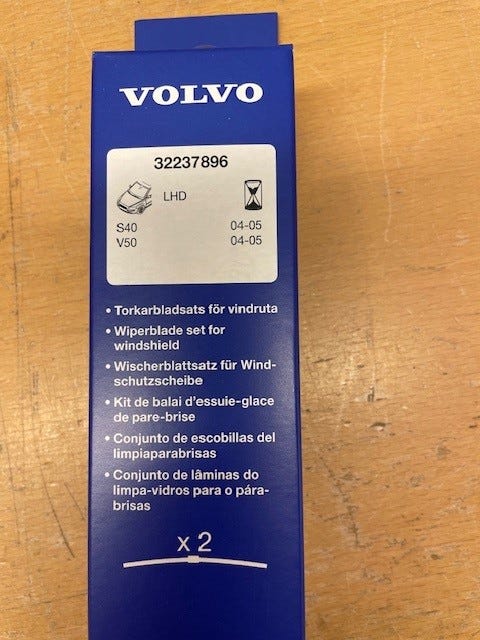 VOLVO
32237896
LHD
S40 04-05
V50 04-05
• Torkarbladsats för vindruta
• Wiperblade set for
windshield
• Wischerblattsatz für Wind-
schutzscheibe
• Kit de balai d'essuie-glace
de pare-brise
• Conjunto de escobillas del
limpiaparabrisas
• Conjunto de lâminas do
limpa-vidros para o pára-
brisas
x 2